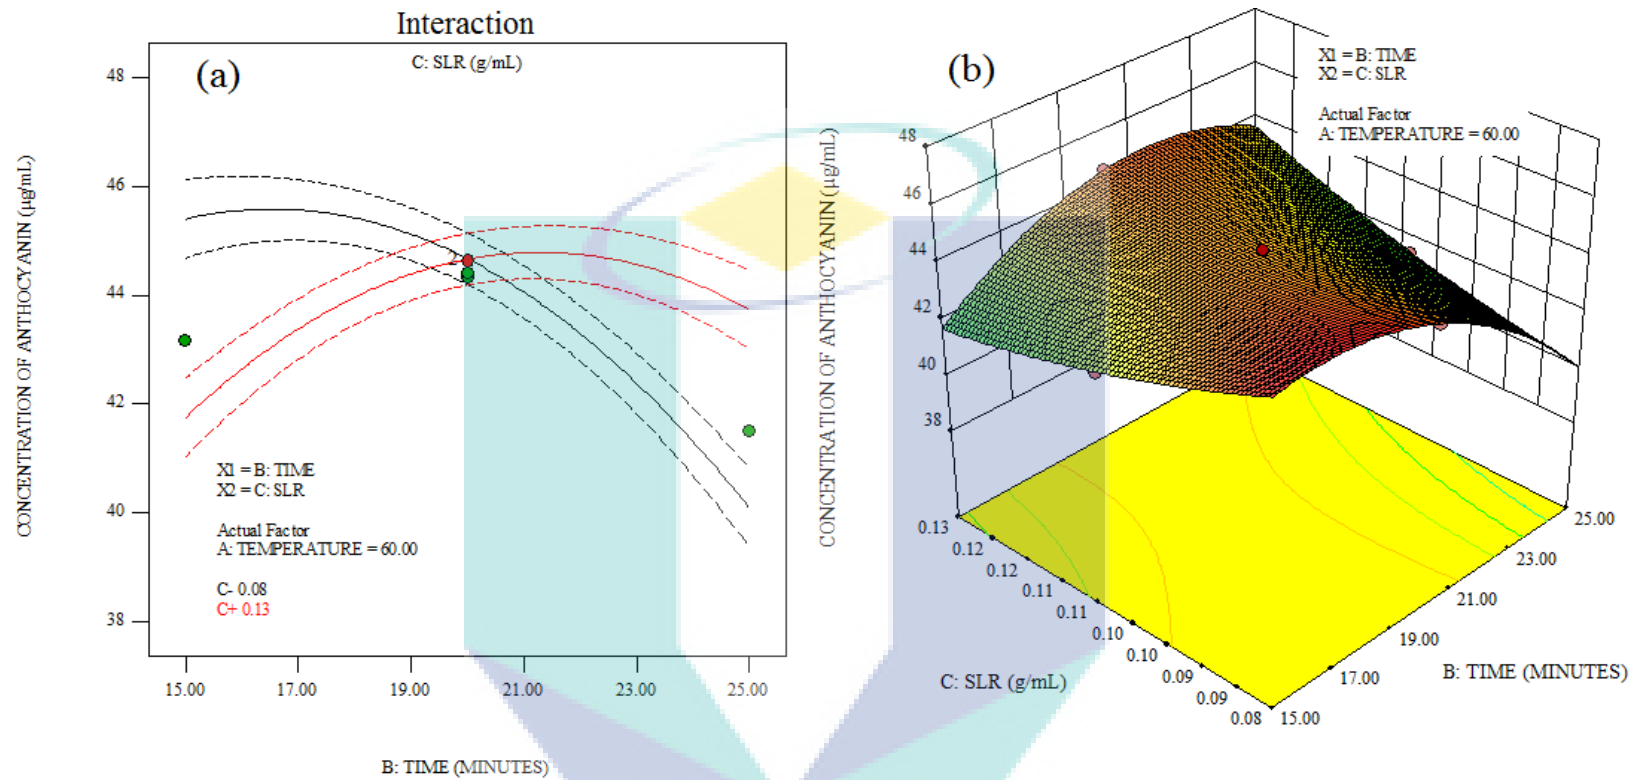 Interaction
C: SLR (g/mL)
(a)
CONCENTRATION OF ANTHOCYANIN (µg/mL)
48
46
44
42
40
38
2
X1 = B: TIME
X2 = C: SLR
Actual Factor
A: TEMPERATURE = 60.00
C- 0.08
C+ 0.13
15.00
17.00
19.00
21.00
23.00
25.00
B: TIME (MINUTES)
(b)
X1 = B: TIME
X2 = C: SLR
Actual Factor
A: TEMPERATURE = 60.00
CONCENTRATION OF ANTHOCYANIN (µg/mL)
48
46
44
42
40
38
0.13
0.12
0.12
0.11
0.11
0.10
0.10
0.09
0.09
0.08
C: SLR (g/mL)
15.00
17.00
19.00
21.00
23.00
25.00
B: TIME (MINUTES)